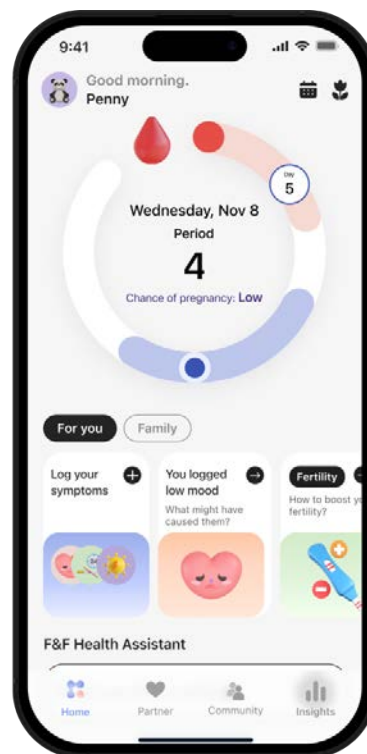 9:41
Good morning.
Penny
Day
5
Wednesday, Nov 8
Period
4
Chance of pregnancy: Low
For you
Family
Log your
symptoms
You logged
low mood
What might have
caused them?
Fertility
How to boost yo
fertility?
F&F Health Assistant
Home
Partner
Community
Insights